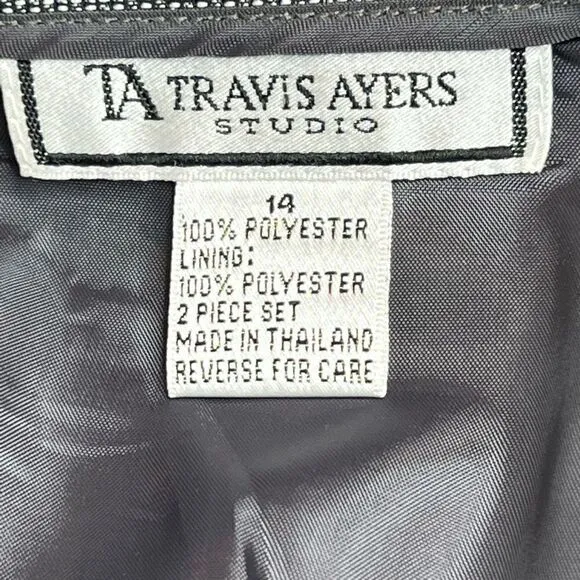 TA TRAVIS AYERS
STUDIO
14
100% POLYESTER
LINING:
100% POLYESTER
2 PIECE SET
MADE IN THAILAND
REVERSE FOR CARE